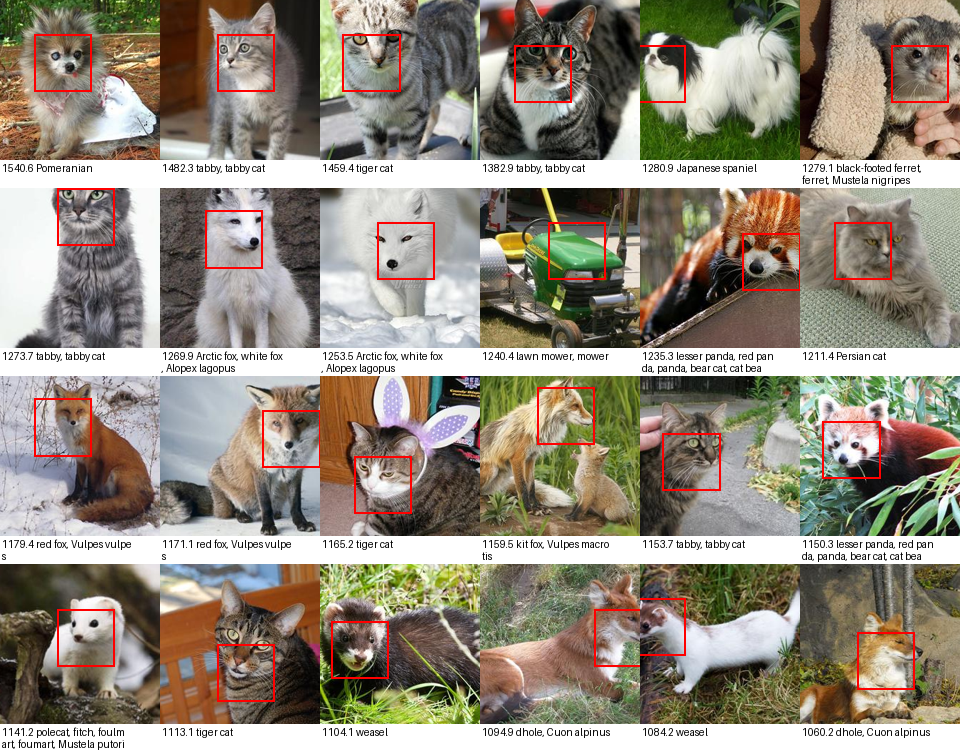 1540.6 Pomeranian
1482.3 tabby, tabby cat
1459.4 tiger cat
1382.9 tabby, tabby cat
1280.9 Japanese spaniel
1279.1 black-footed ferret,
ferret, Mustela nigripes
1273.7 tabby, tabby cat
1269.9 Arctic fox, white fox
, Alopex lagopus
1253.5 Arctic fox, white fox
, Alopex lagopus
1240.4 lawn mower, mower
1235.3 lesser panda, red pan
da, panda, bear cat, cat bea
1211.4 Persian cat
1179.4 red fox, Vulpes vulpe
s
1171.1 red fox, Vulpes vulpe
s
1165.2 tiger cat
1159.5 kit fox, Vulpes macro
tis
1153.7 tabby, tabby cat
1150.3 lesser panda, red pan
da, panda, bear cat, cat bea
1141.2 polecat, fitch, foulm
art, foumart, Mustela putori
1113.1 tiger cat
1104.1 weasel
1094.9 dhole, Cuon alpinus
1084.2 weasel
1060.2 dhole, Cuon alpinus